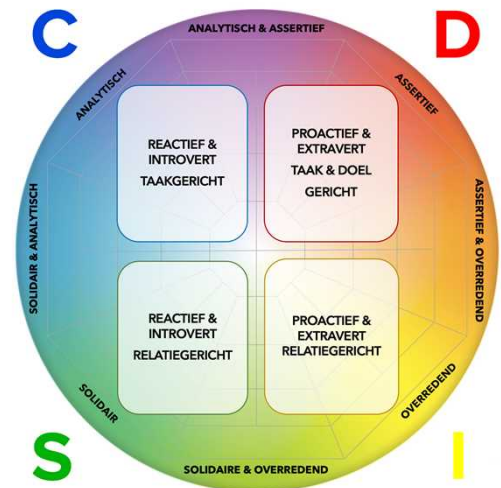 C
D
ANALYTISCH & ASSERTIEF
ANALYTISCH
ASSERTIEF
REACTIEF &
INTROVERT
TAAKGERICHT
PROACTIEF &
EXTRAVERT
TAAK & DOEL
GERICHT
SOLIDAIR & ANALYTISCH
ASSERTIEF & OVERREDEND
REACTIEF &
INTROVERT
RELATIEGERICHT
PROACTIEF &
EXTRAVERT
RELATIEGERICHT
SOLIDAIR
OVERREDEND
S
SOLIDAIRE & OVERREDEND
I